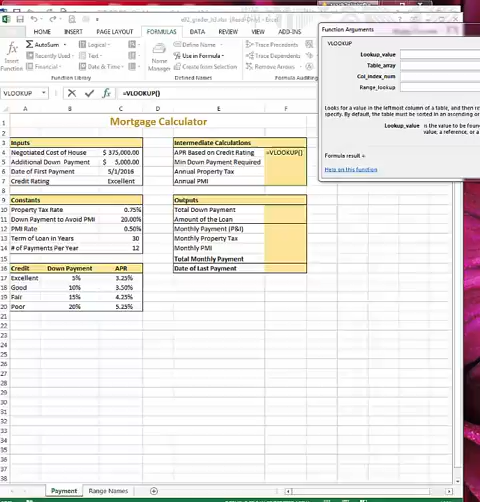 e02_grader_h3.xlsx [Read-Only] - Excel
HOME INSERT PAGE LAYOUT FORMULAS DATA REVIEW VIEW ADD-INS
fx Insert Function
Σ AutoSum
Recently Used
Financial
Logical
Text
Date & Time
Function Library
Name Manager
Define Name
Use in Formula
Create from Selection
Defined Names
Trace Precedents
Trace Dependents
Remove Arrows
Formula Auditing
VLOOKUP fx =VLOOKUP()
A B C D E F
Mortgage Calculator
Inputs Intermediate Calculations
Negotiated Cost of House $ 375,000.00 APR Based on Credit Rating =VLOOKUP()
Additional Down Payment $ 5,000.00 Min Down Payment Required
Date of First Payment 5/1/2016 Annual Property Tax
Credit Rating Excellent Annual PMI
Constants Outputs
Property Tax Rate 0.75% Total Down Payment
Down Payment to Avoid PMI 20.00% Amount of the Loan
PMI Rate 0.50% Monthly Payment (P&I)
Term of Loan in Years 30 Monthly Property Tax
# of Payments Per Year 12 Monthly PMI
Total Monthly Payment
Credit Down Payment APR Date of Last Payment
Excellent 5% 3.25%
Good 10% 3.50%
Fair 15% 4.25%
Poor 20% 5.25%
Payment Range Names
Function Arguments
VLOOKUP
Lookup_value
Table_array
Col_index_num
Range_lookup
Looks for a value in the leftmost column of a table, and then re
specify. By default, the table must be sorted in an ascending or
Lookup_value is the value to be foun
value, a reference, or a
Formula result =
Help on this function